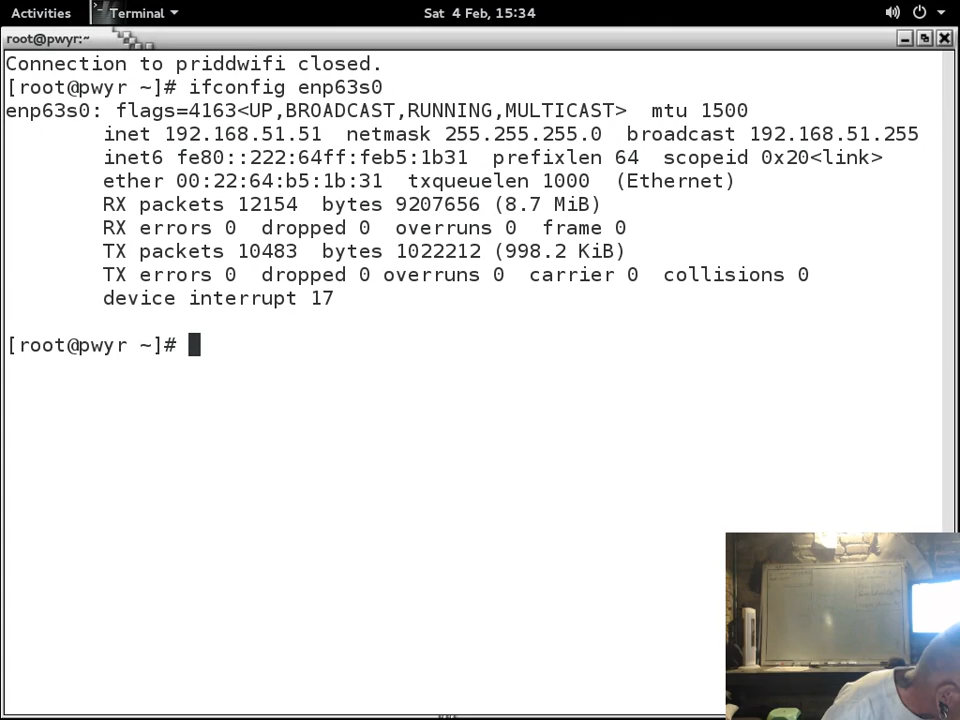 Activities
Terminal
Sat 4 Feb, 15:34
root@pwyr:~
Connection to priddwifi closed.
[root@pwyr ~]# ifconfig enp63s0
enp63s0: flags=4163<UP,BROADCAST,RUNNING,MULTICAST>  mtu 1500
        inet 192.168.51.51  netmask 255.255.255.0  broadcast 192.168.51.255
        inet6 fe80::222:64ff:feb5:1b31  prefixlen 64  scopeid 0x20<link>
        ether 00:22:64:b5:1b:31  txqueuelen 1000  (Ethernet)
        RX packets 12154  bytes 9207656 (8.7 MiB)
        RX errors 0  dropped 0  overruns 0  frame 0
        TX packets 10483  bytes 1022212 (998.2 KiB)
        TX errors 0  dropped 0 overruns 0  carrier 0  collisions 0
        device interrupt 17
[root@pwyr ~]#